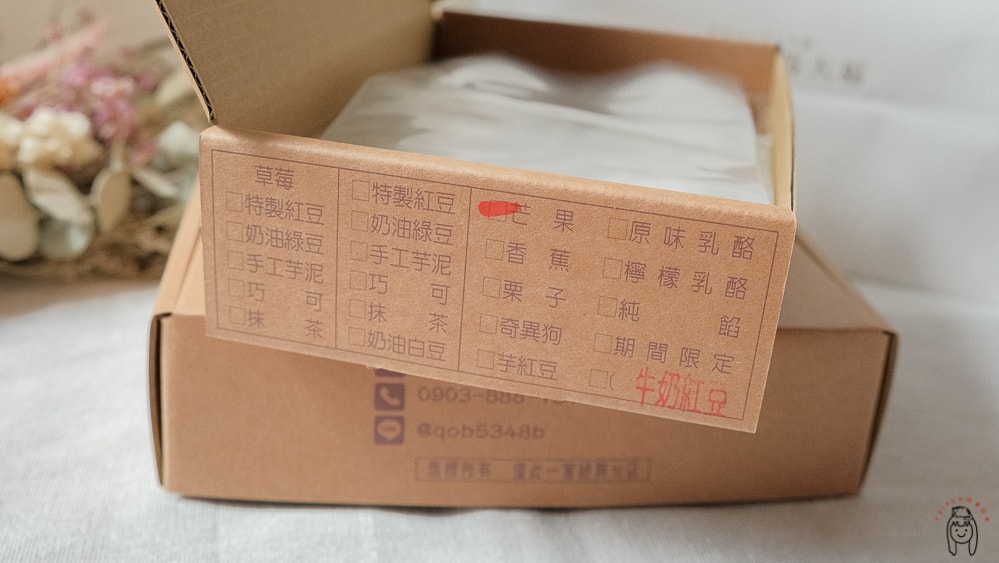 草莓
□特製紅豆
□奶油綠豆
□手工芋泥
□巧可
□抹茶
□特製紅豆
□奶油綠豆
□手工芋泥
□巧可
□抹茶
□奶油白豆
□芒果
□香蕉
□栗子
□奇異狗
□芋紅豆
□原味乳酪
□檸檬乳酪
□純餡
□期間限定
□( 牛奶紅豆
0903-888-
@qob5348b